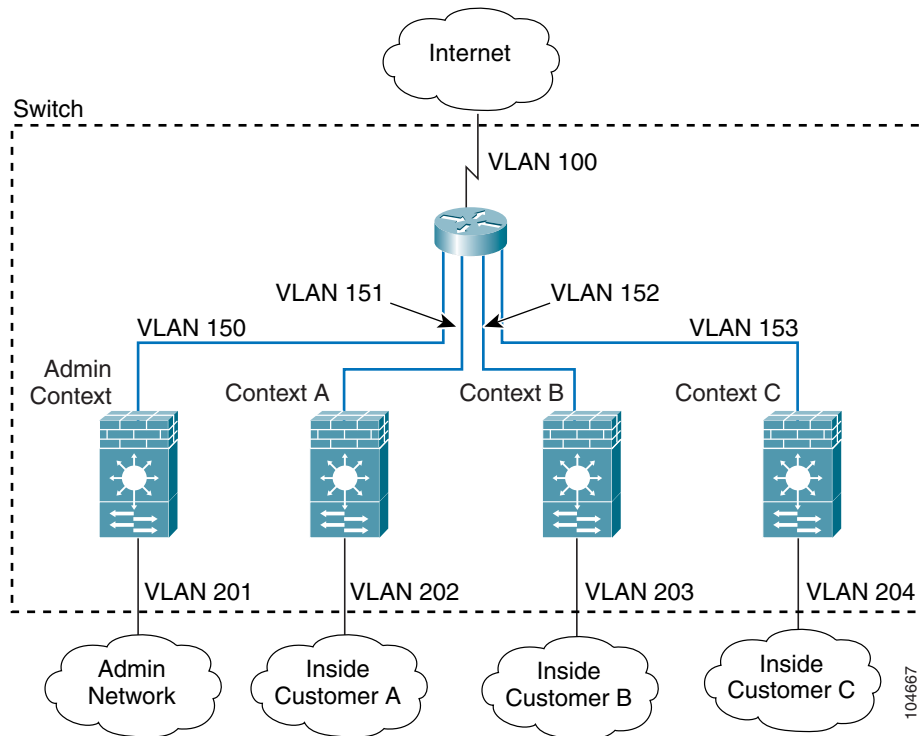 Internet
Switch
VLAN 100
VLAN 151
VLAN 152
VLAN 150
VLAN 153
Admin
Context
Context A
Context B
Context C
VLAN 201
VLAN 202
VLAN 203
VLAN 204
Admin
Network
Inside
Customer A
Inside
Customer B
Inside
Customer C
104667